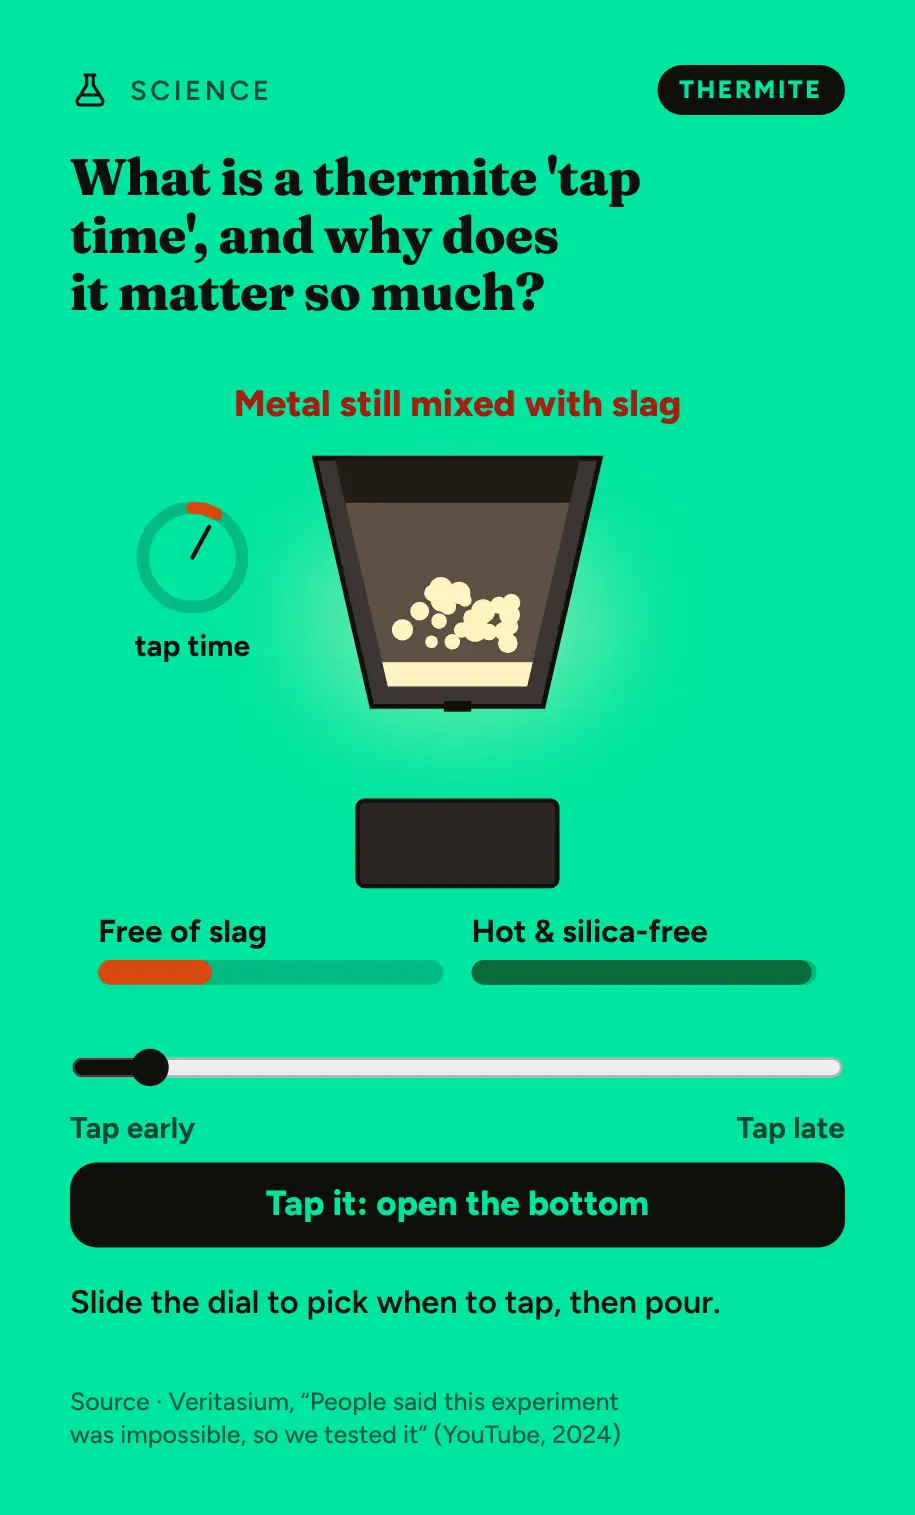 SCIENCE
THERMITE
What is a thermite 'tap
time', and why does
it matter so much?
Metal still mixed with slag
tap time
Free of slag
Hot & silica-free
Tap early
Tap late
Tap it: open the bottom
Slide the dial to pick when to tap, then pour.
Source · Veritasium, “People said this experiment
was impossible, so we tested it” (YouTube, 2024)